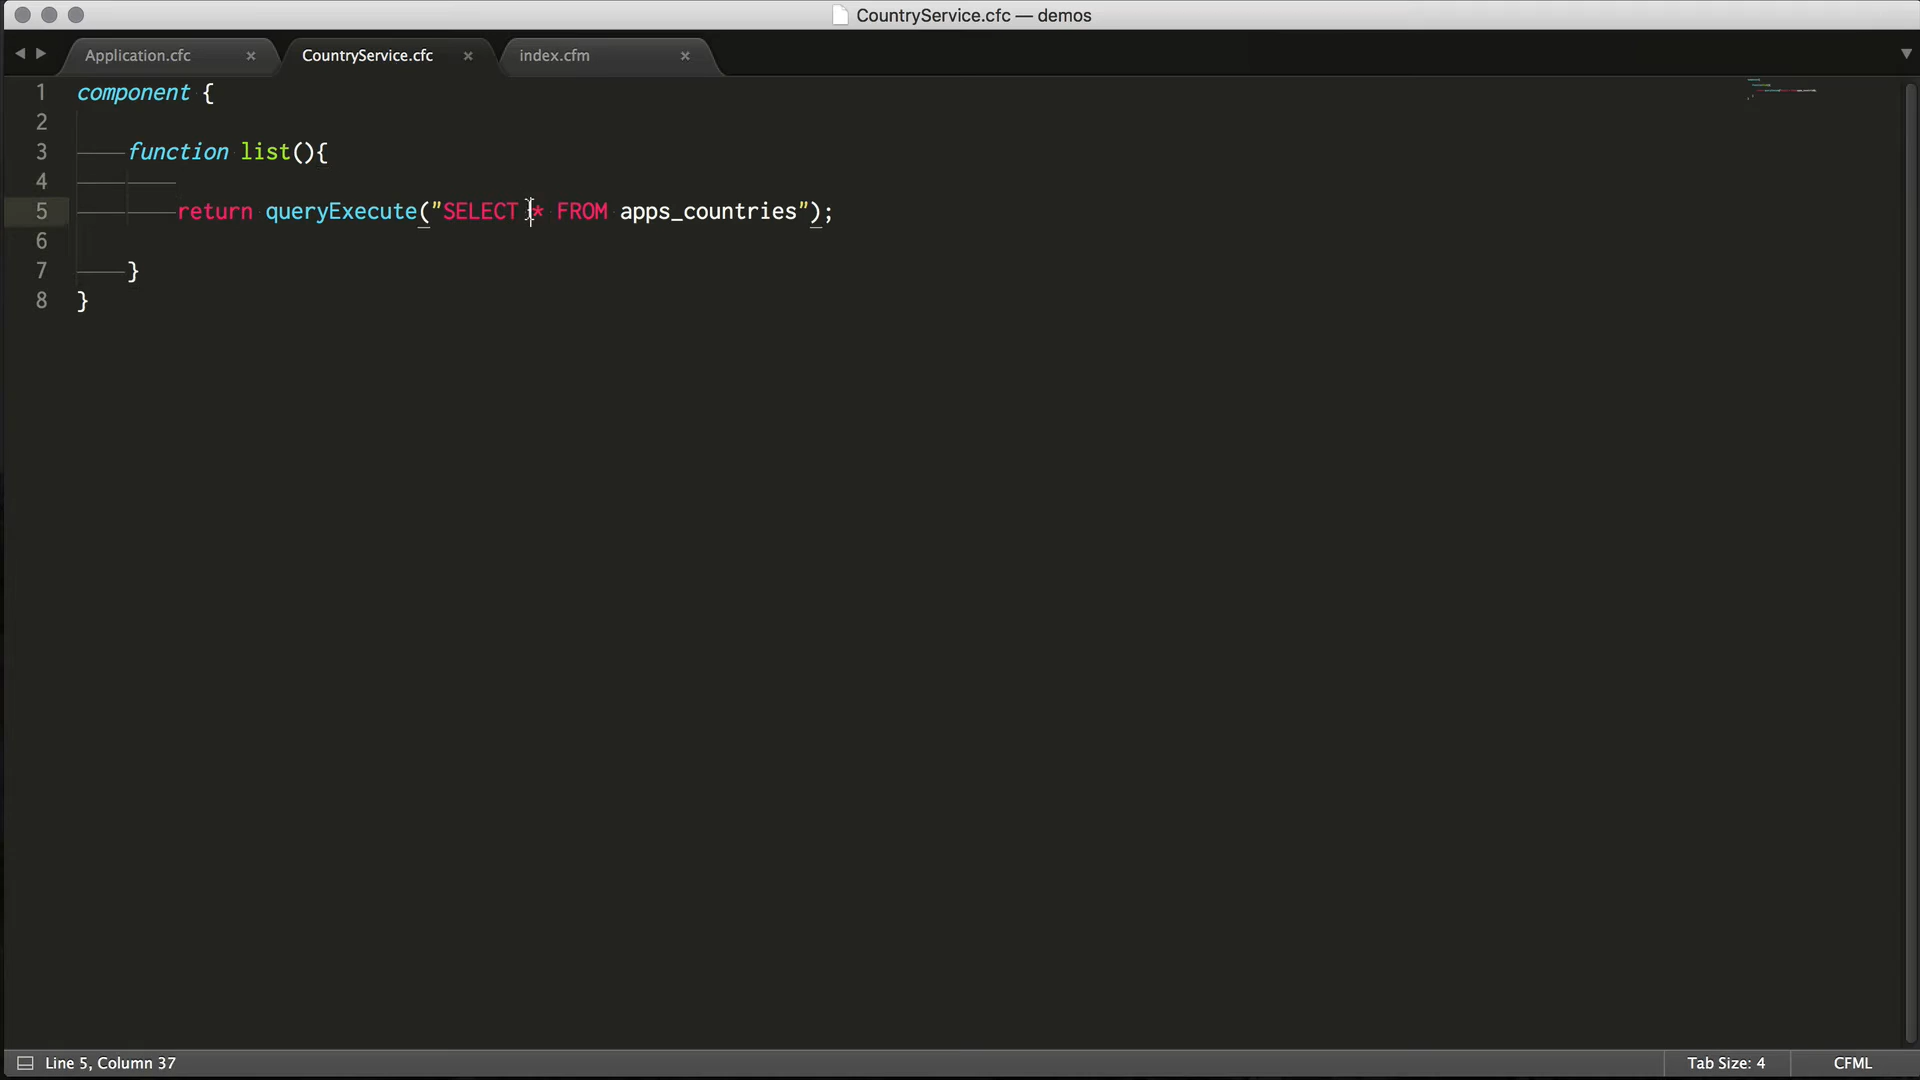 CountryService.cfc — demos
Application.cfc × CountryService.cfc × index.cfm ×
1 component {
2
3 function list(){
4
5 return queryExecute("SELECT * FROM apps_countries");
6
7 }
8 }
Line 5, Column 37 Tab Size: 4 CFML